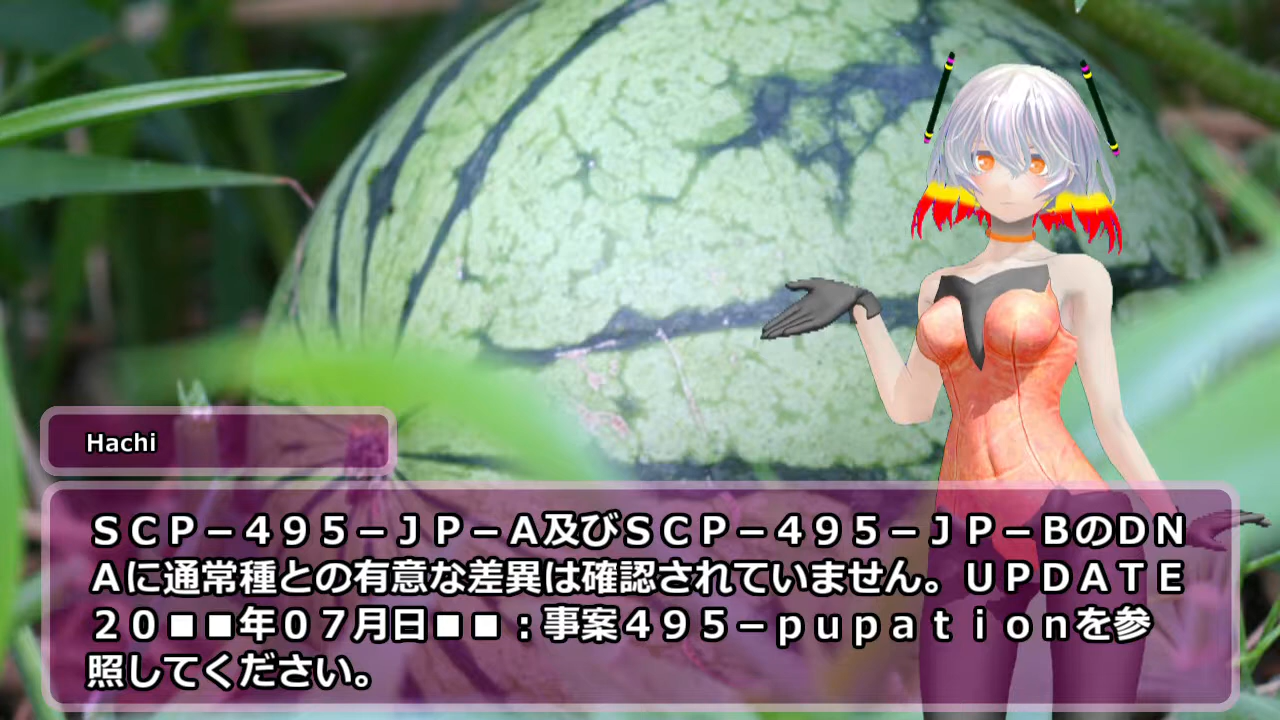 Hachi
SCP－495－JP－A及びSCP－495－JP－BのDN
Aに通常種との有意な差異は確認されていません。UPDATE
20■■年07月日■■：事案495－pupationを参
照してください。